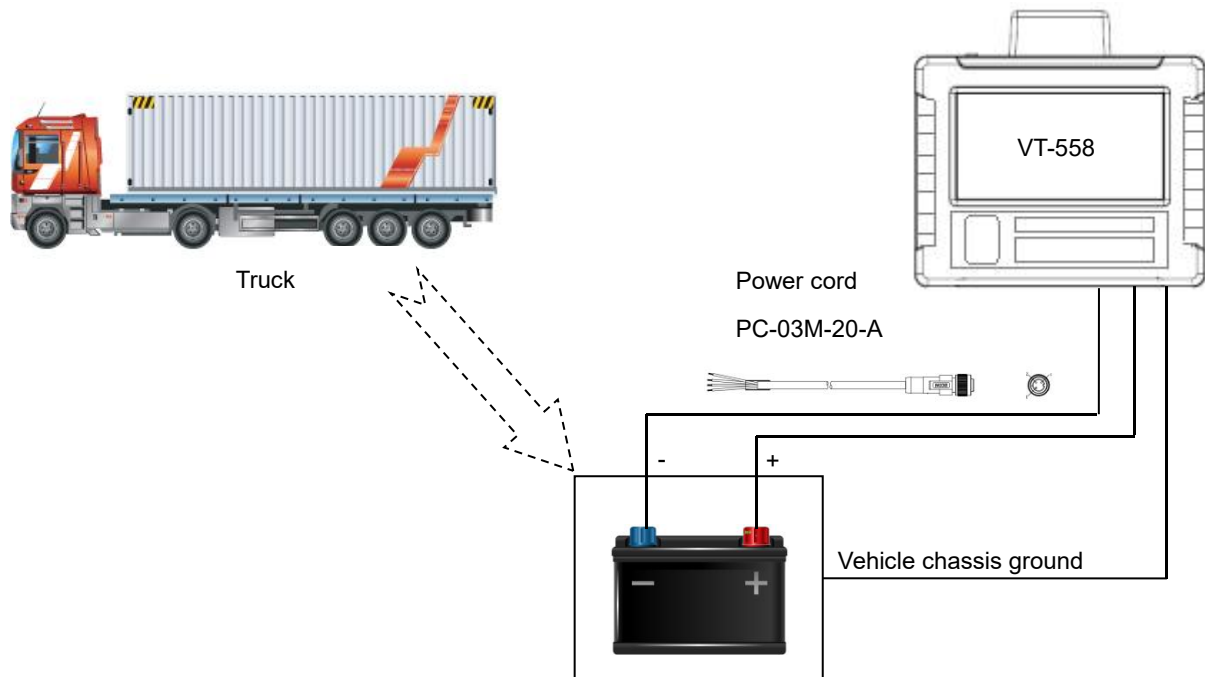 VT-558
Truck
Power cord
PC-03M-20-A
- +
Vehicle chassis ground
− +